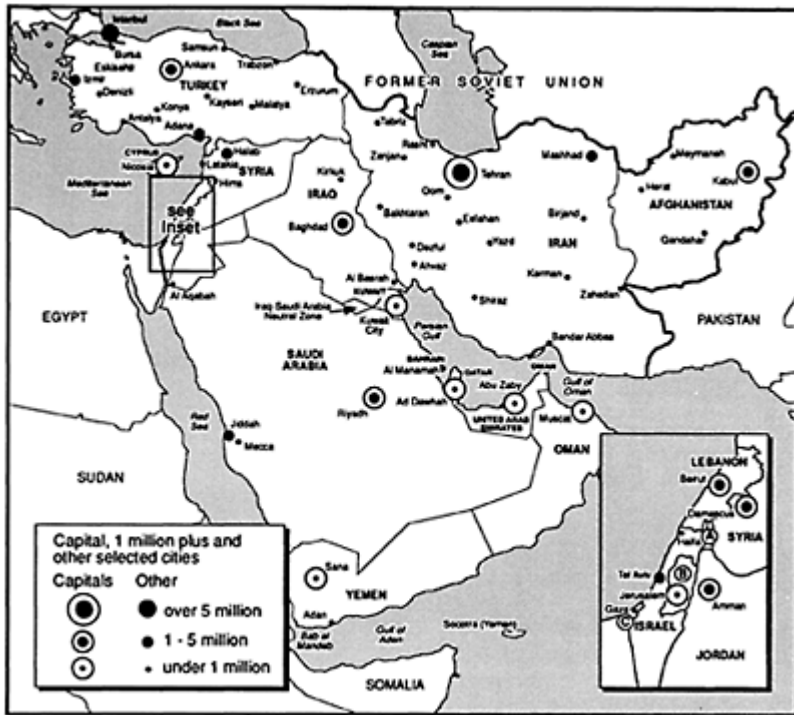 Istanbul
Black Sea
Bursa
Samsun
Trabzon
Eskisehir
Ankara
Izmir
TURKEY
Erzurum
Denizli
Kayseri
Malatya
Konya
Antalya
Adana
Caspian
Sea
FORMER SOVIET UNION
CYPRUS
Nicosia
Halab
Latakia
SYRIA
Hims
Mediterranean
Sea
see
Inset
Tabriz
Rasht
Zanjan
Tehran
Mashhad
Qom
Kirkuk
IRAQ
Baghdad
Bakhtaran
Esfahan
Birjand
Dezful
Yazd
IRAN
Ahvaz
Kerman
Shiraz
Zahedan
Bandar Abbas
Meymaneh
Herat
Kabul
AFGHANISTAN
Qandahar
PAKISTAN
EGYPT
Al Aqabah
Al Basrah
KUWAIT
Iraq-Saudi Arabia
Neutral Zone
Kuwait
City
Persian
Gulf
SAUDI
ARABIA
BAHRAIN
Al Manamah
QATAR
OMAN
Abu Zaby
Gulf of
Oman
Riyadh
Ad Dawhah
UNITED ARAB
EMIRATES
Muscat
Red
Sea
Jiddah
Mecca
OMAN
SUDAN
Sana
YEMEN
Adan
Bab al
Mandeb
Gulf of
Aden
Socotra (Yemen)
SOMALIA
Capital, 1 million plus and
other selected cities
Capitals Other
over 5 million
1 - 5 million
under 1 million
LEBANON
Beirut
Damascus
Haifa
A
SYRIA
Tel Aviv
B
Jerusalem
Amman
Gaza
C
ISRAEL
JORDAN